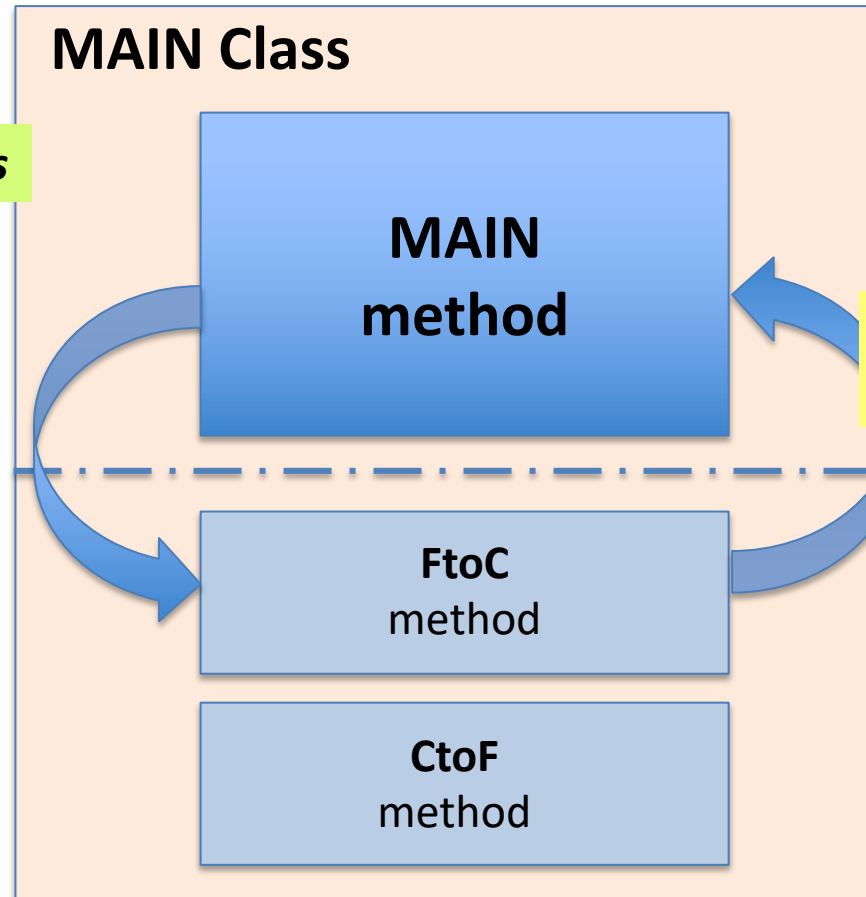 MAIN Class
s
MAIN
method
FtoC
method
CtoF
method